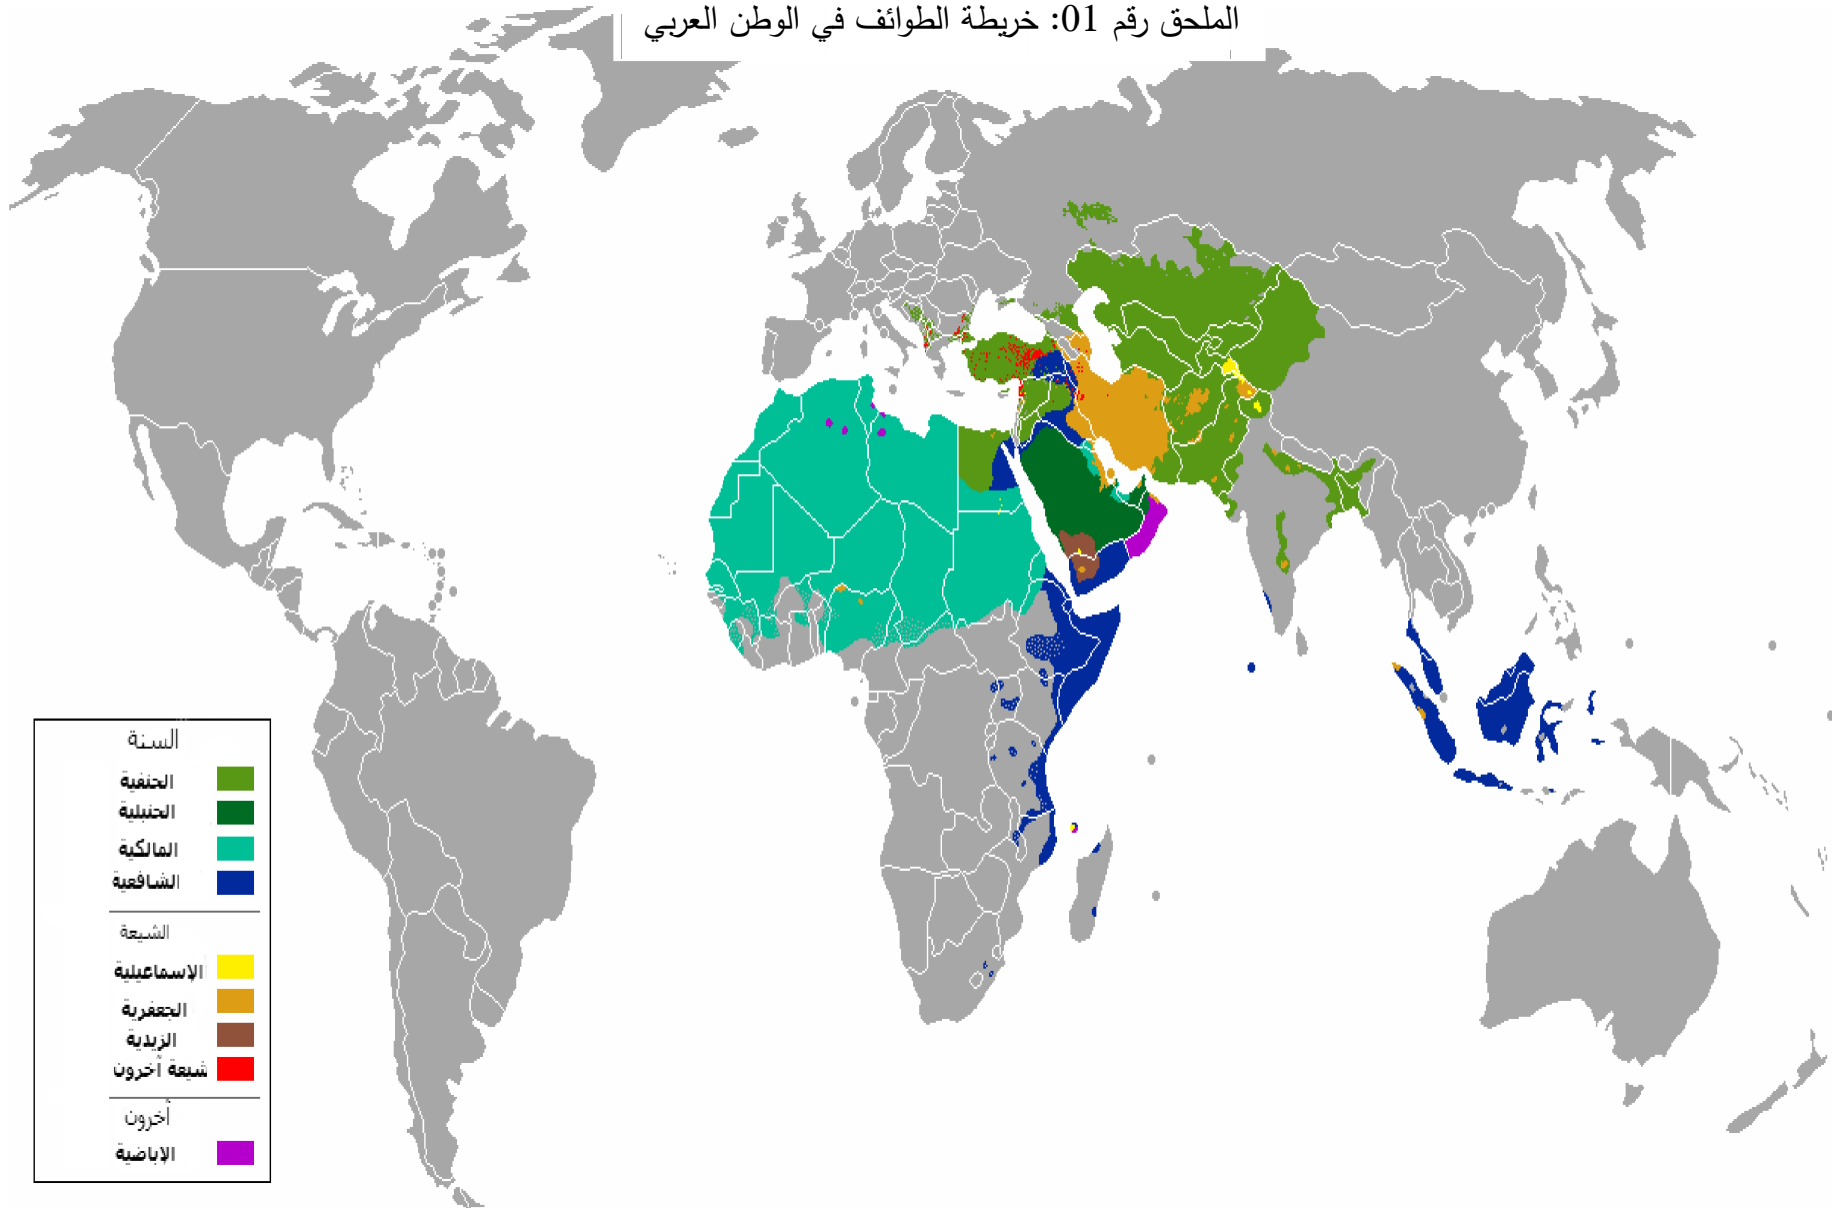 الملحق رقم 01: خريطة الطوائف في الوطن العربي
السنة
الحنفية
الحنبلية
المالكية
الشافعية
الشيعة
الإسماعيلية
الجعفرية
الزيدية
شيعة آخرون
آخرون
الإباضية